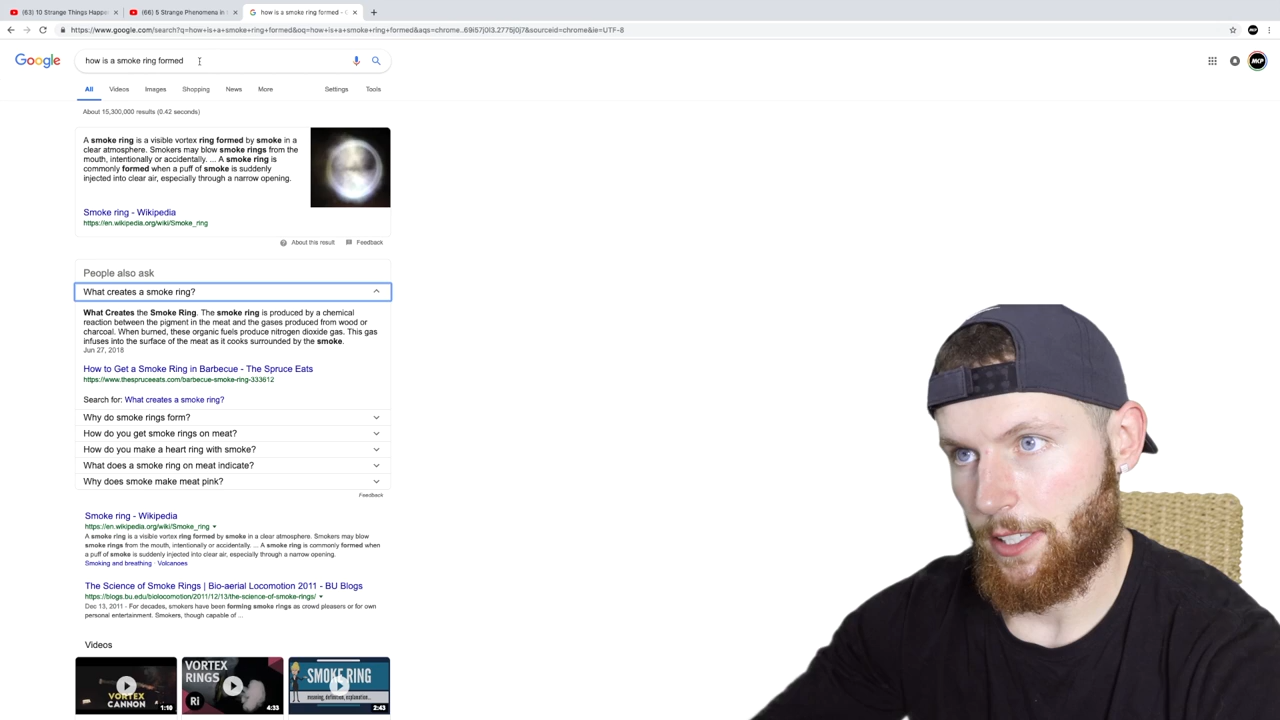 (63) 10 Strange Things Happe
(66) 5 Strange Phenomena in
how is a smoke ring formed - G
https://www.google.com/search?q=how+is+a+smoke+ring+formed&oq=how+is+a+smoke+ring+formed&aqs=chrome..69i57j0l3.2775j0j7&sourceid=chrome&ie=UTF-8
Google
how is a smoke ring formed
MKP
All Videos Images Shopping News More Settings Tools
About 15,300,000 results (0.42 seconds)
A smoke ring is a visible vortex ring formed by smoke in a
clear atmosphere. Smokers may blow smoke rings from the
mouth, intentionally or accidentally. ... A smoke ring is
commonly formed when a puff of smoke is suddenly
injected into clear air, especially through a narrow opening.
Smoke ring - Wikipedia
https://en.wikipedia.org/wiki/Smoke_ring
About this result Feedback
People also ask
What creates a smoke ring?
What Creates the Smoke Ring. The smoke ring is produced by a chemical
reaction between the pigment in the meat and the gases produced from wood or
charcoal. When burned, these organic fuels produce nitrogen dioxide gas. This gas
infuses into the surface of the meat as it cooks surrounded by the smoke.
Jun 27, 2018
How to Get a Smoke Ring in Barbecue - The Spruce Eats
https://www.thespruceeats.com/barbecue-smoke-ring-333612
Search for: What creates a smoke ring?
Why do smoke rings form?
How do you get smoke rings on meat?
How do you make a heart ring with smoke?
What does a smoke ring on meat indicate?
Why does smoke make meat pink?
Feedback
Smoke ring - Wikipedia
https://en.wikipedia.org/wiki/Smoke_ring
A smoke ring is a visible vortex ring formed by smoke in a clear atmosphere. Smokers may blow
smoke rings from the mouth, intentionally or accidentally. ... A smoke ring is commonly formed when
a puff of smoke is suddenly injected into clear air, especially through a narrow opening.
Smoking and breathing · Volcanoes
The Science of Smoke Rings | Bio-aerial Locomotion 2011 - BU Blogs
https://blogs.bu.edu/biolocomotion/2011/12/13/the-science-of-smoke-rings/
Dec 13, 2011 - For decades, smokers have been forming smoke rings as crowd pleasers or for own
personal entertainment. Smokers, though capable of ...
Videos
VORTEX
CANNON
1:10
VORTEX
RINGS
Ri
4:33
SMOKE RING
meaning, definition, explanation...
2:43